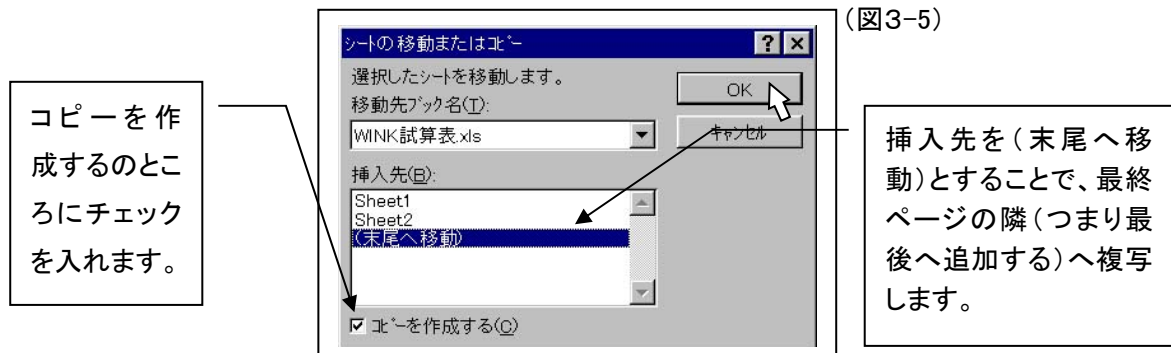 (図3-5)
コピーを作
成するのとこ
ろにチェック
を入れます。
シートの移動またはコピー
選択したシートを移動します。
移動先ブック名(T):
WINK試算表.xls
挿入先(B):
Sheet1
Sheet2
(末尾へ移動)
コピーを作成する(C)
OK
キャンセル
挿入先を(末尾へ移
動)とすることで、最終
ページの隣(つまり最
後へ追加する)へ複写
します。